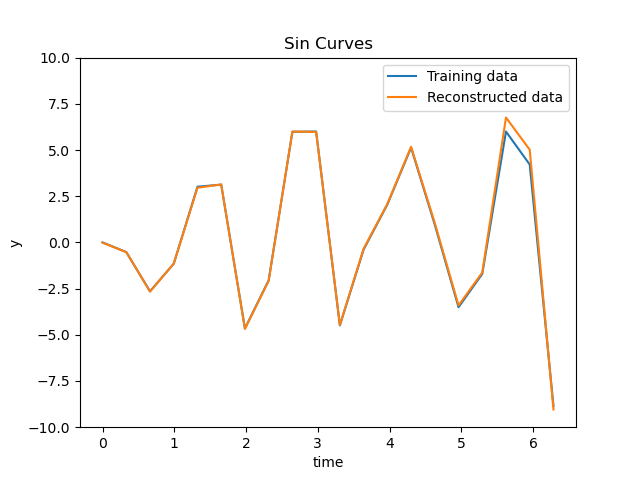 Sin Curves
Training data
Reconstructed data
10.0
7.5
5.0
2.5
0.0
−2.5
−5.0
−7.5
−10.0
y
0 1 2 3 4 5 6
time